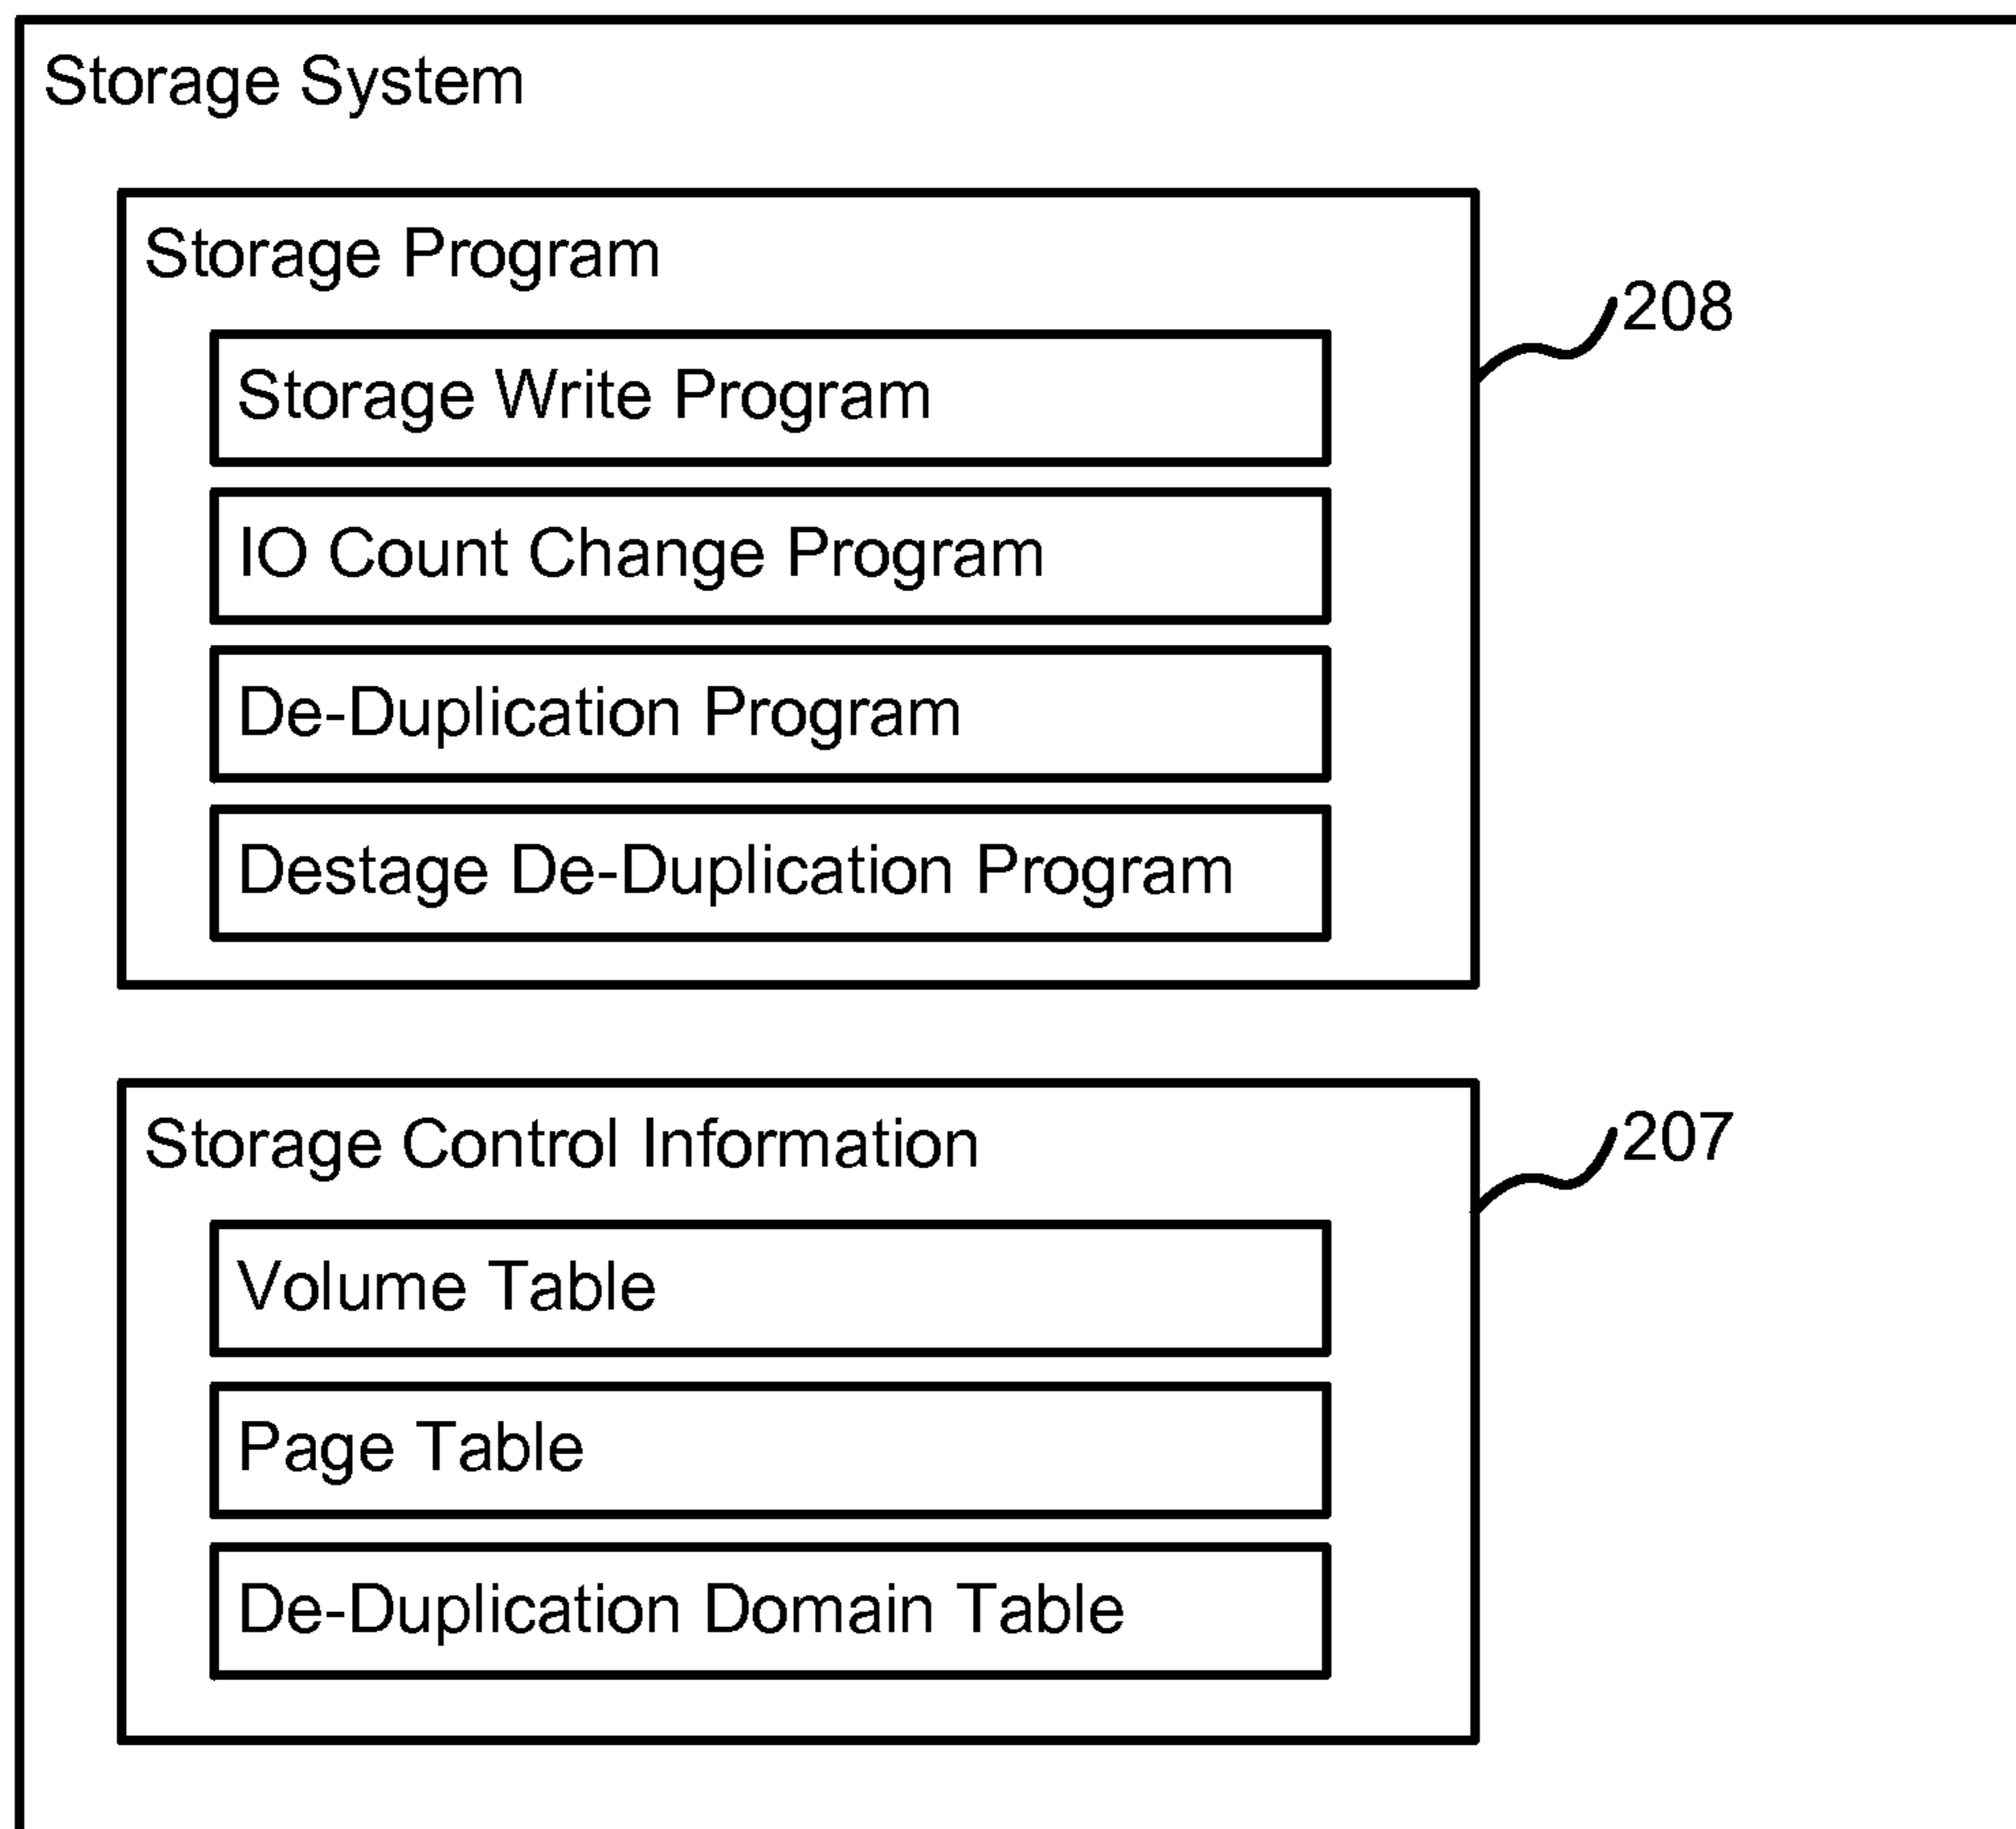 Storage System
Storage Program
208
Storage Write Program
IO Count Change Program
De-Duplication Program
Destage De-Duplication Program
Storage Control Information
207
Volume Table
Page Table
De-Duplication Domain Table